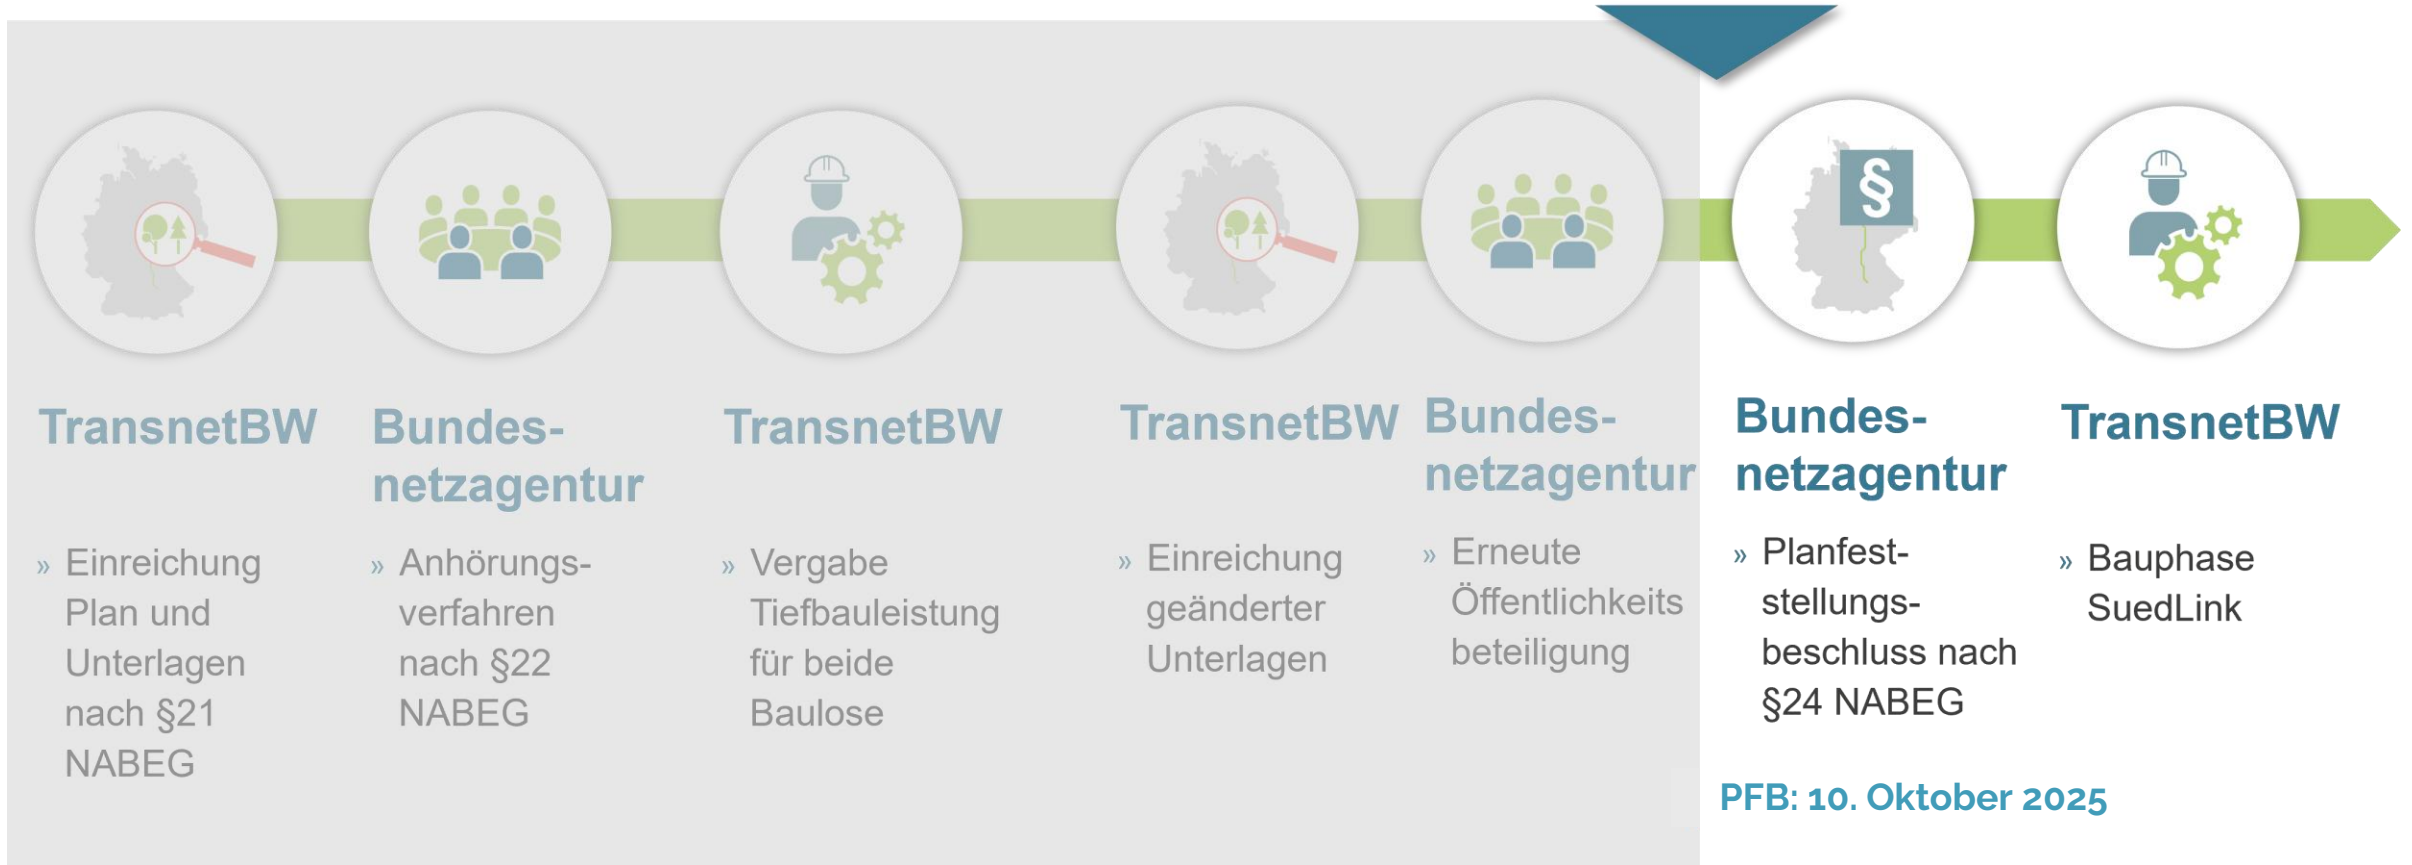 §
TransnetBW
» Einreichung
Plan und
Unterlagen
nach §21
NABEG
Bundes-
netzagentur
» Anhörungs-
verfahren
nach §22
NABEG
TransnetBW
» Vergabe
Tiefbauleistung
für beide
Baulose
TransnetBW
» Einreichung
geänderter
Unterlagen
Bundes-
netzagentur
» Erneute
Öffentlichkeits
beteiligung
Bundes-
netzagentur
» Planfest-
stellungs-
beschluss nach
§24 NABEG
PFB: 10. Oktober 2025
TransnetBW
» Bauphase
SuedLink